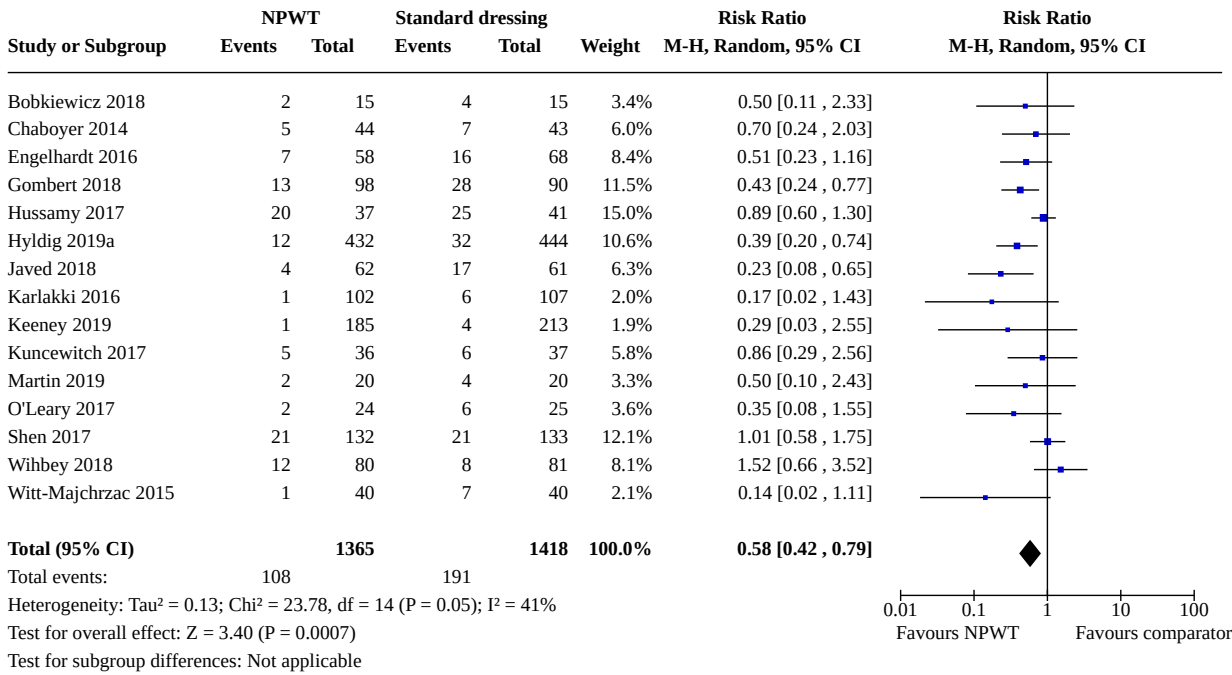 NPWT Standard dressing Risk Ratio Risk Ratio
Study or Subgroup Events Total Events Total Weight M-H, Random, 95% CI M-H, Random, 95% CI
Bobkiewicz 2018 2 15 4 15 3.4% 0.50 [0.11 , 2.33]
Chaboyer 2014 5 44 7 43 6.0% 0.70 [0.24 , 2.03]
Engelhardt 2016 7 58 16 68 8.4% 0.51 [0.23 , 1.16]
Gombert 2018 13 98 28 90 11.5% 0.43 [0.24 , 0.77]
Hussamy 2017 20 37 25 41 15.0% 0.89 [0.60 , 1.30]
Hyldig 2019a 12 432 32 444 10.6% 0.39 [0.20 , 0.74]
Javed 2018 4 62 17 61 6.3% 0.23 [0.08 , 0.65]
Karlakki 2016 1 102 6 107 2.0% 0.17 [0.02 , 1.43]
Keeney 2019 1 185 4 213 1.9% 0.29 [0.03 , 2.55]
Kuncewitch 2017 5 36 6 37 5.8% 0.86 [0.29 , 2.56]
Martin 2019 2 20 4 20 3.3% 0.50 [0.10 , 2.43]
O'Leary 2017 2 24 6 25 3.6% 0.35 [0.08 , 1.55]
Shen 2017 21 132 21 133 12.1% 1.01 [0.58 , 1.75]
Wihbey 2018 12 80 8 81 8.1% 1.52 [0.66 , 3.52]
Witt-Majchrzac 2015 1 40 7 40 2.1% 0.14 [0.02 , 1.11]
Total (95% CI) 1365 1418 100.0% 0.58 [0.42 , 0.79]
Total events: 108 191
Heterogeneity: Tau² = 0.13; Chi² = 23.78, df = 14 (P = 0.05); I² = 41%
0.01 0.1 1 10 100
Test for overall effect: Z = 3.40 (P = 0.0007)
Favours NPWT Favours comparator
Test for subgroup differences: Not applicable